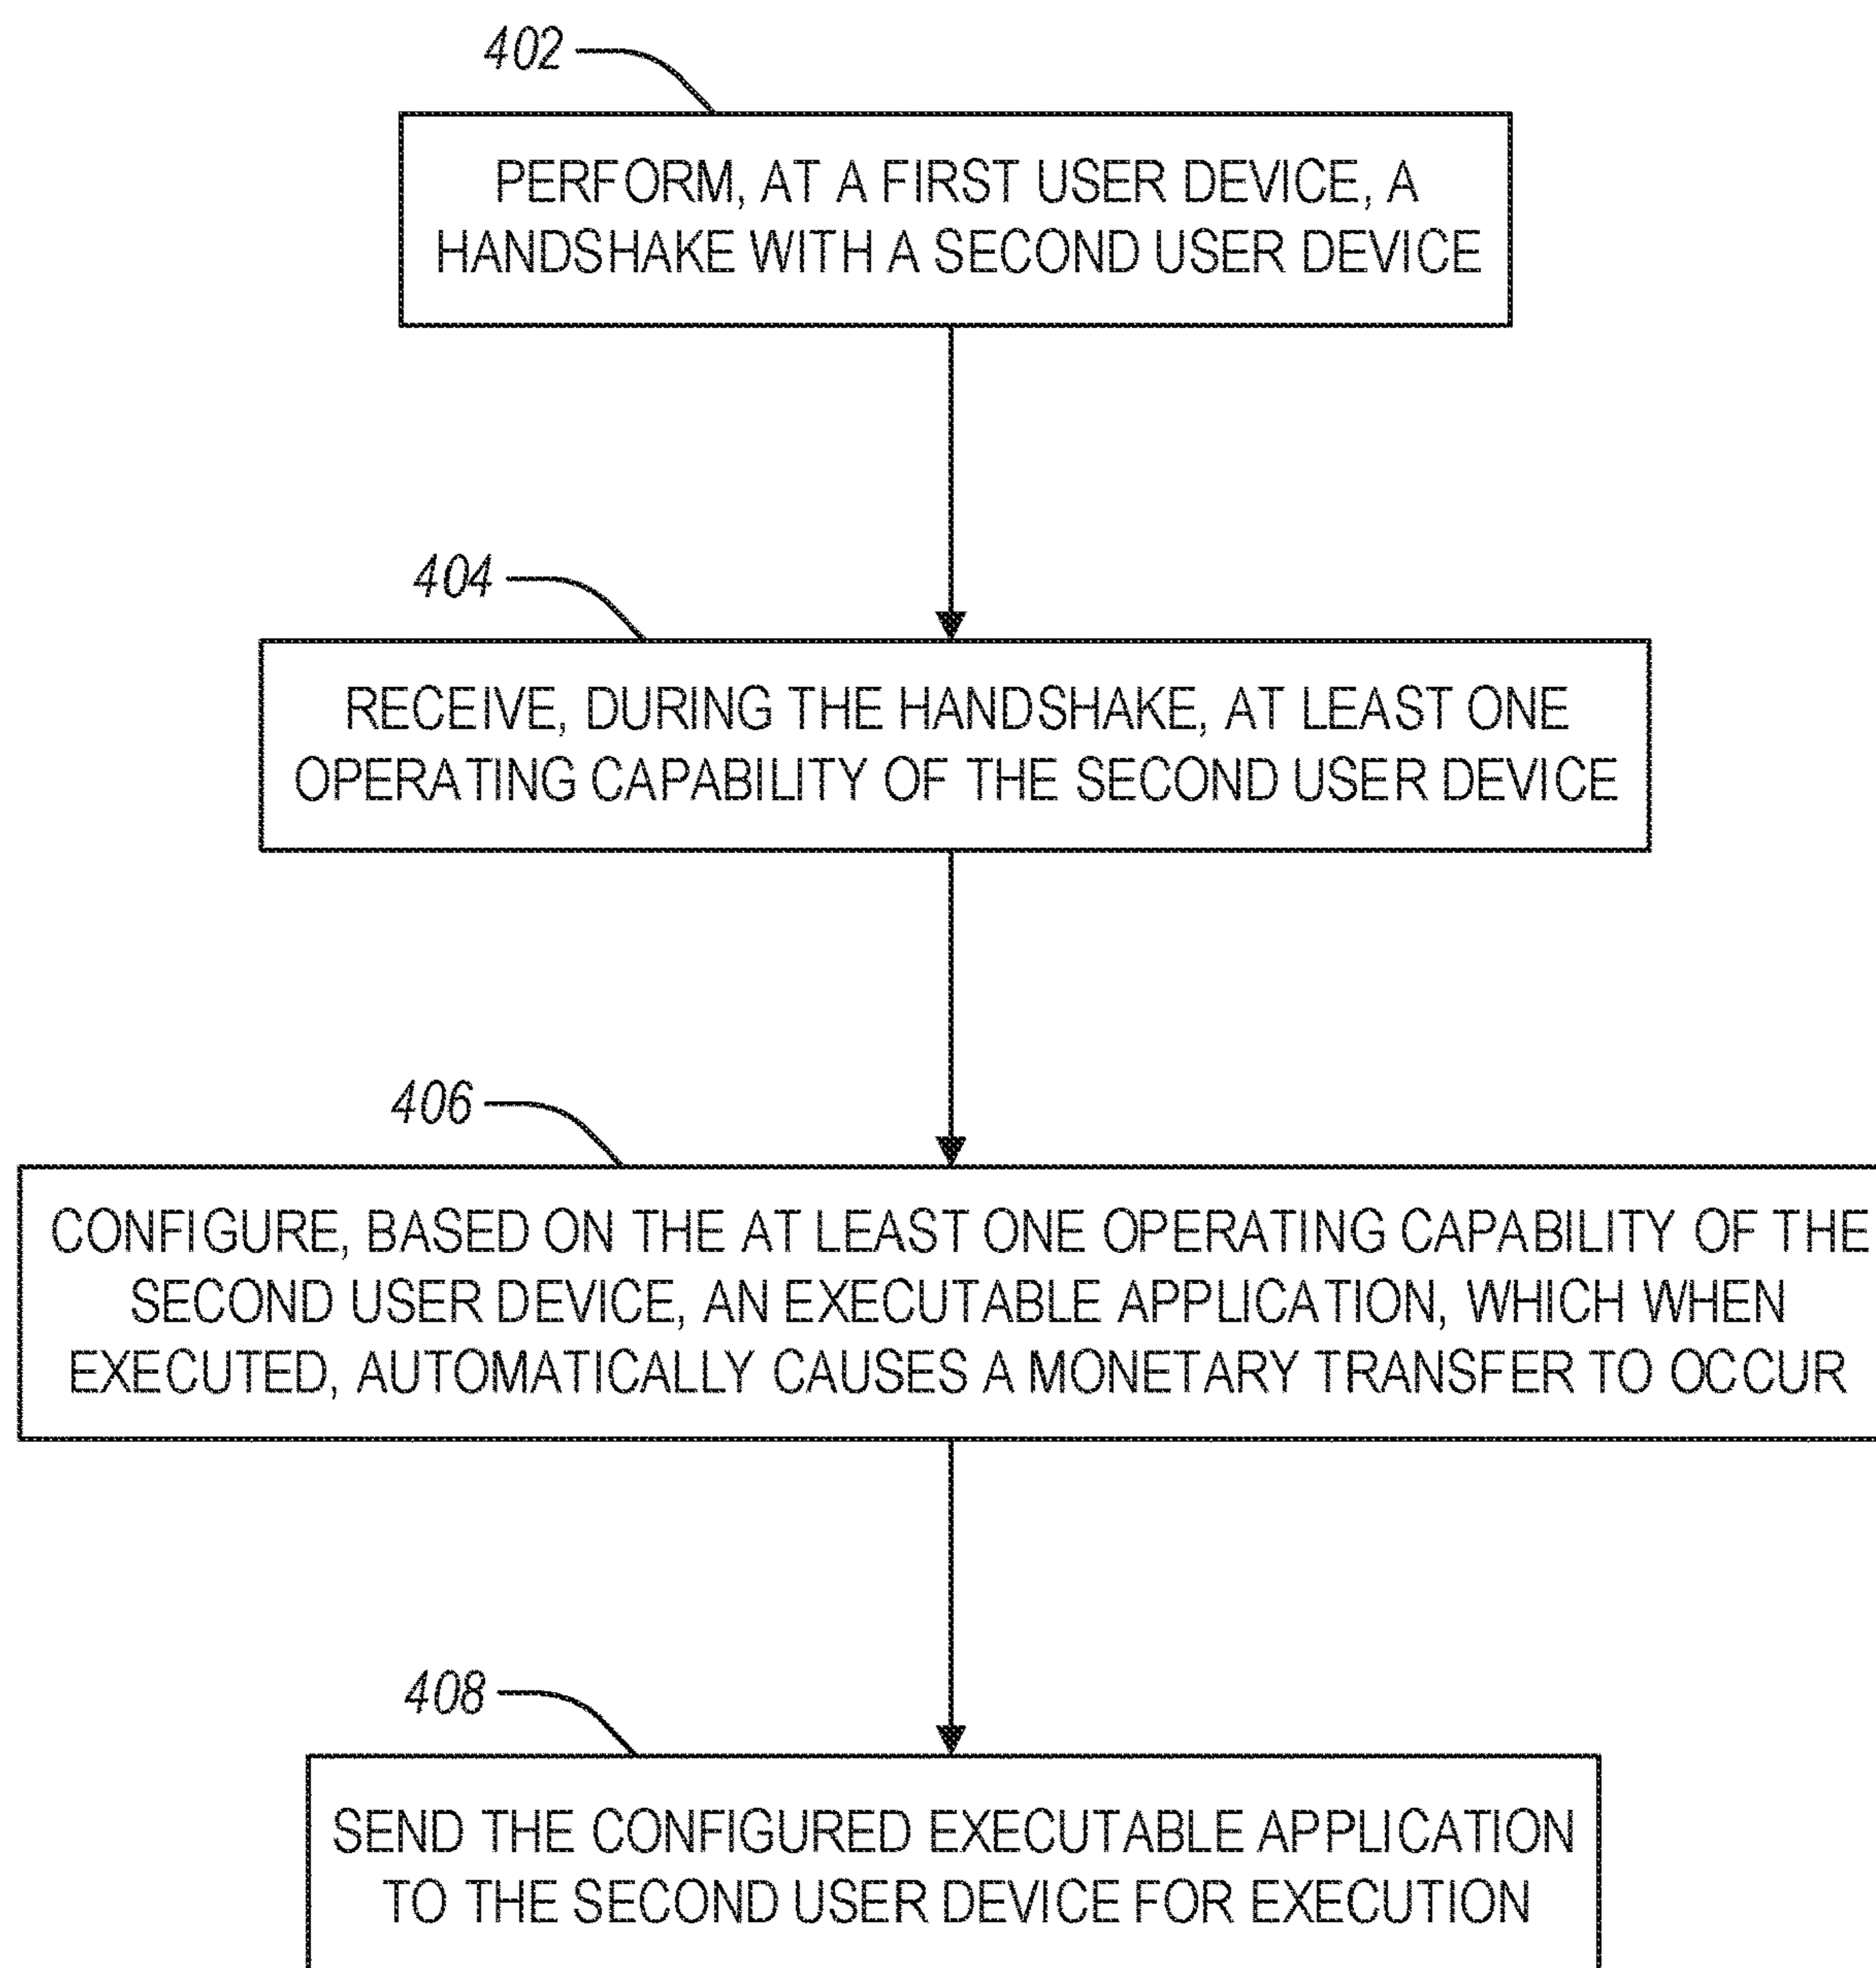 402
PERFORM, AT A FIRST USER DEVICE, A
HANDSHAKE WITH A SECOND USER DEVICE
404
RECEIVE, DURING THE HANDSHAKE, AT LEAST ONE
OPERATING CAPABILITY OF THE SECOND USER DEVICE
406
CONFIGURE, BASED ON THE AT LEAST ONE OPERATING CAPABILITY OF THE
SECOND USER DEVICE, AN EXECUTABLE APPLICATION, WHICH WHEN
EXECUTED, AUTOMATICALLY CAUSES A MONETARY TRANSFER TO OCCUR
408
SEND THE CONFIGURED EXECUTABLE APPLICATION
TO THE SECOND USER DEVICE FOR EXECUTION